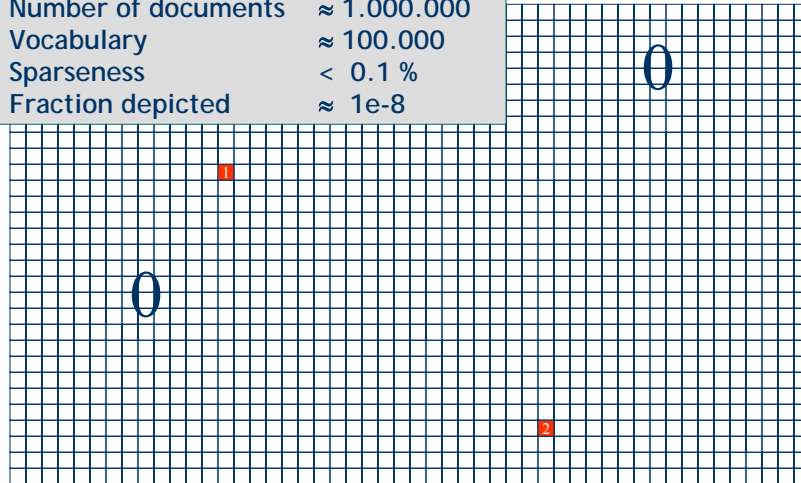 Number of documents ≈ 1.000.000
Vocabulary ≈ 100.000
Sparseness < 0.1 %
Fraction depicted ≈ 1e-8
0
1
0
2